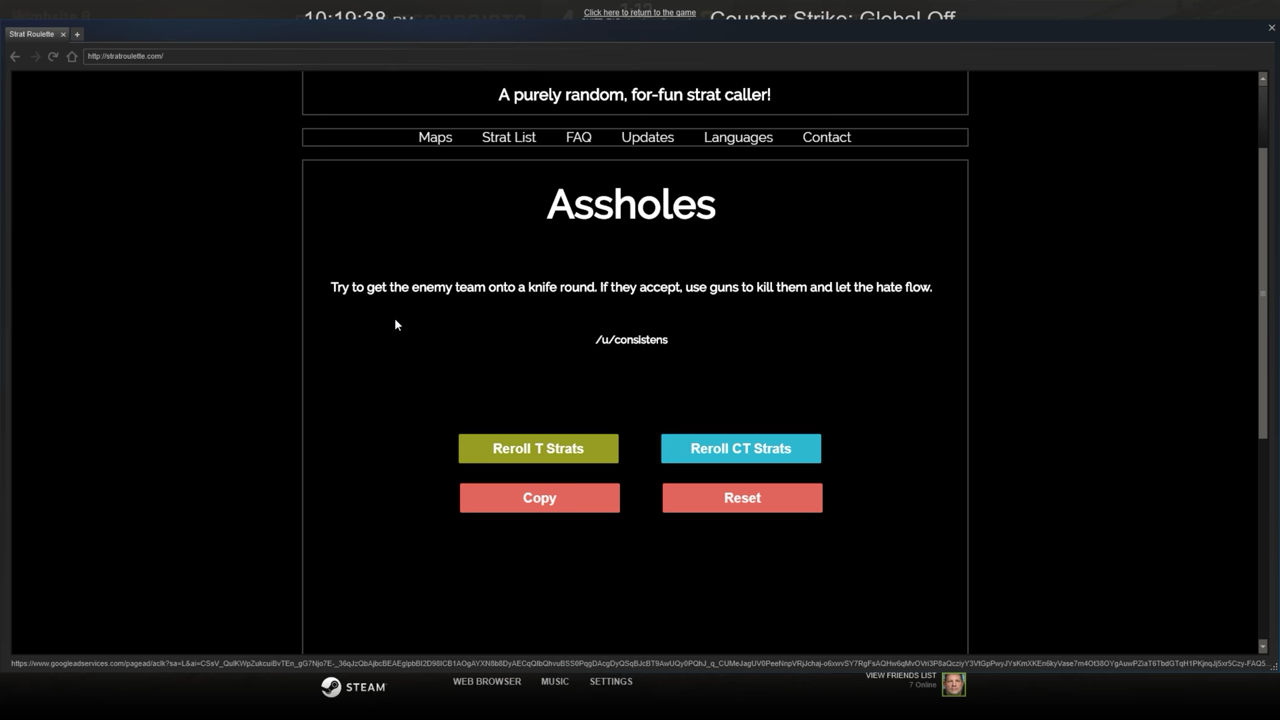 10:19:38 PM
Click here to return to the game
Counter Strike: Global Off
Strat Roulette
http://stratroulette.com/
A purely random, for-fun strat caller!
Maps Strat List FAQ Updates Languages Contact
Assholes
Try to get the enemy team onto a knife round. If they accept, use guns to kill them and let the hate flow.
/u/consistens
Reroll T Strats Reroll CT Strats
Copy Reset
STEAM
WEB BROWSER MUSIC SETTINGS
VIEW FRIENDS LIST
7 Online